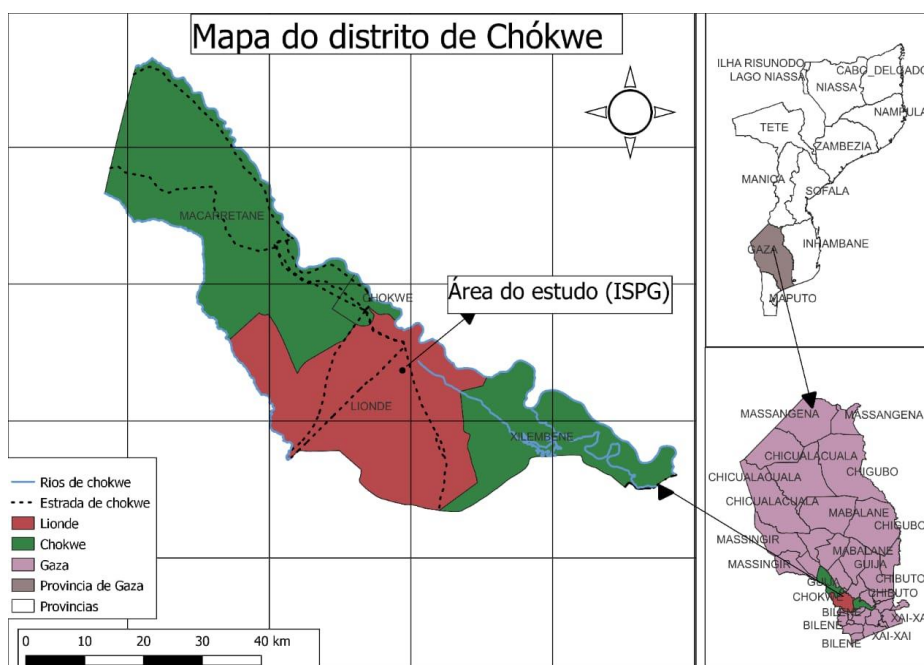 Mapa do distrito de Chókwe
MACARRETANE
CHOKWE
Área do estudo (ISPG)
LIONDE
XILEMBENE
Rios de chokwe
Estrada de chokwe
Lionde
Chokwe
Gaza
Provincia de Gaza
Provincias
0 10 20 30 40 km
ILHA RISUNODO
LAGO NIASSA
CABO_DELGADO
NIASSA
NAMPULA
TETE
ZAMBEZIA
MANICA
SOFALA
INHAMBANE
GAZA
MAPUTO
MASSANGENA
MASSANGENA
CHICUALACUALA
CHIGUBO
CHICUALACUALA
CHICUALACUALA
MABALANE
CHIGUBO
MASSINGIR
MABALANE
MASSINGIR
GUIJA
GUIJA
CHIBUTO
CHOKWE
CHIBUTO
BILENE
XAI-XAI
BILENE
XAI-XAI
BILENE